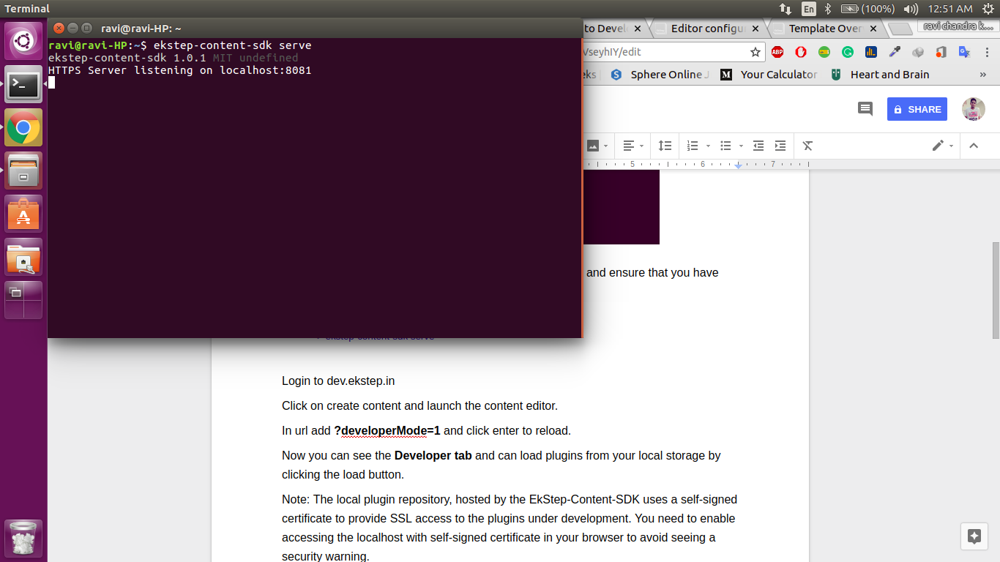 Terminal
En
(100%)
12:51 AM
ravi@ravi-HP: ~
to Devel
Editor configu
Template Over
ravi chandra k...
ravi@ravi-HP:~$ ekstep-content-sdk serve
ekstep-content-sdk 1.0.1 MIT undefined
HTTPS Server listening on localhost:8081
VseyhIY/edit
ABP
eks
Sphere Online J
Your Calculator
Heart and Brain
»
SHARE
5
6
7
and ensure that you have
ekstep-content-sdk serve
Login to dev.ekstep.in
Click on create content and launch the content editor.
In url add ?developerMode=1 and click enter to reload.
Now you can see the Developer tab and can load plugins from your local storage by
clicking the load button.
Note: The local plugin repository, hosted by the EkStep-Content-SDK uses a self-signed
certificate to provide SSL access to the plugins under development. You need to enable
accessing the localhost with self-signed certificate in your browser to avoid seeing a
security warning.